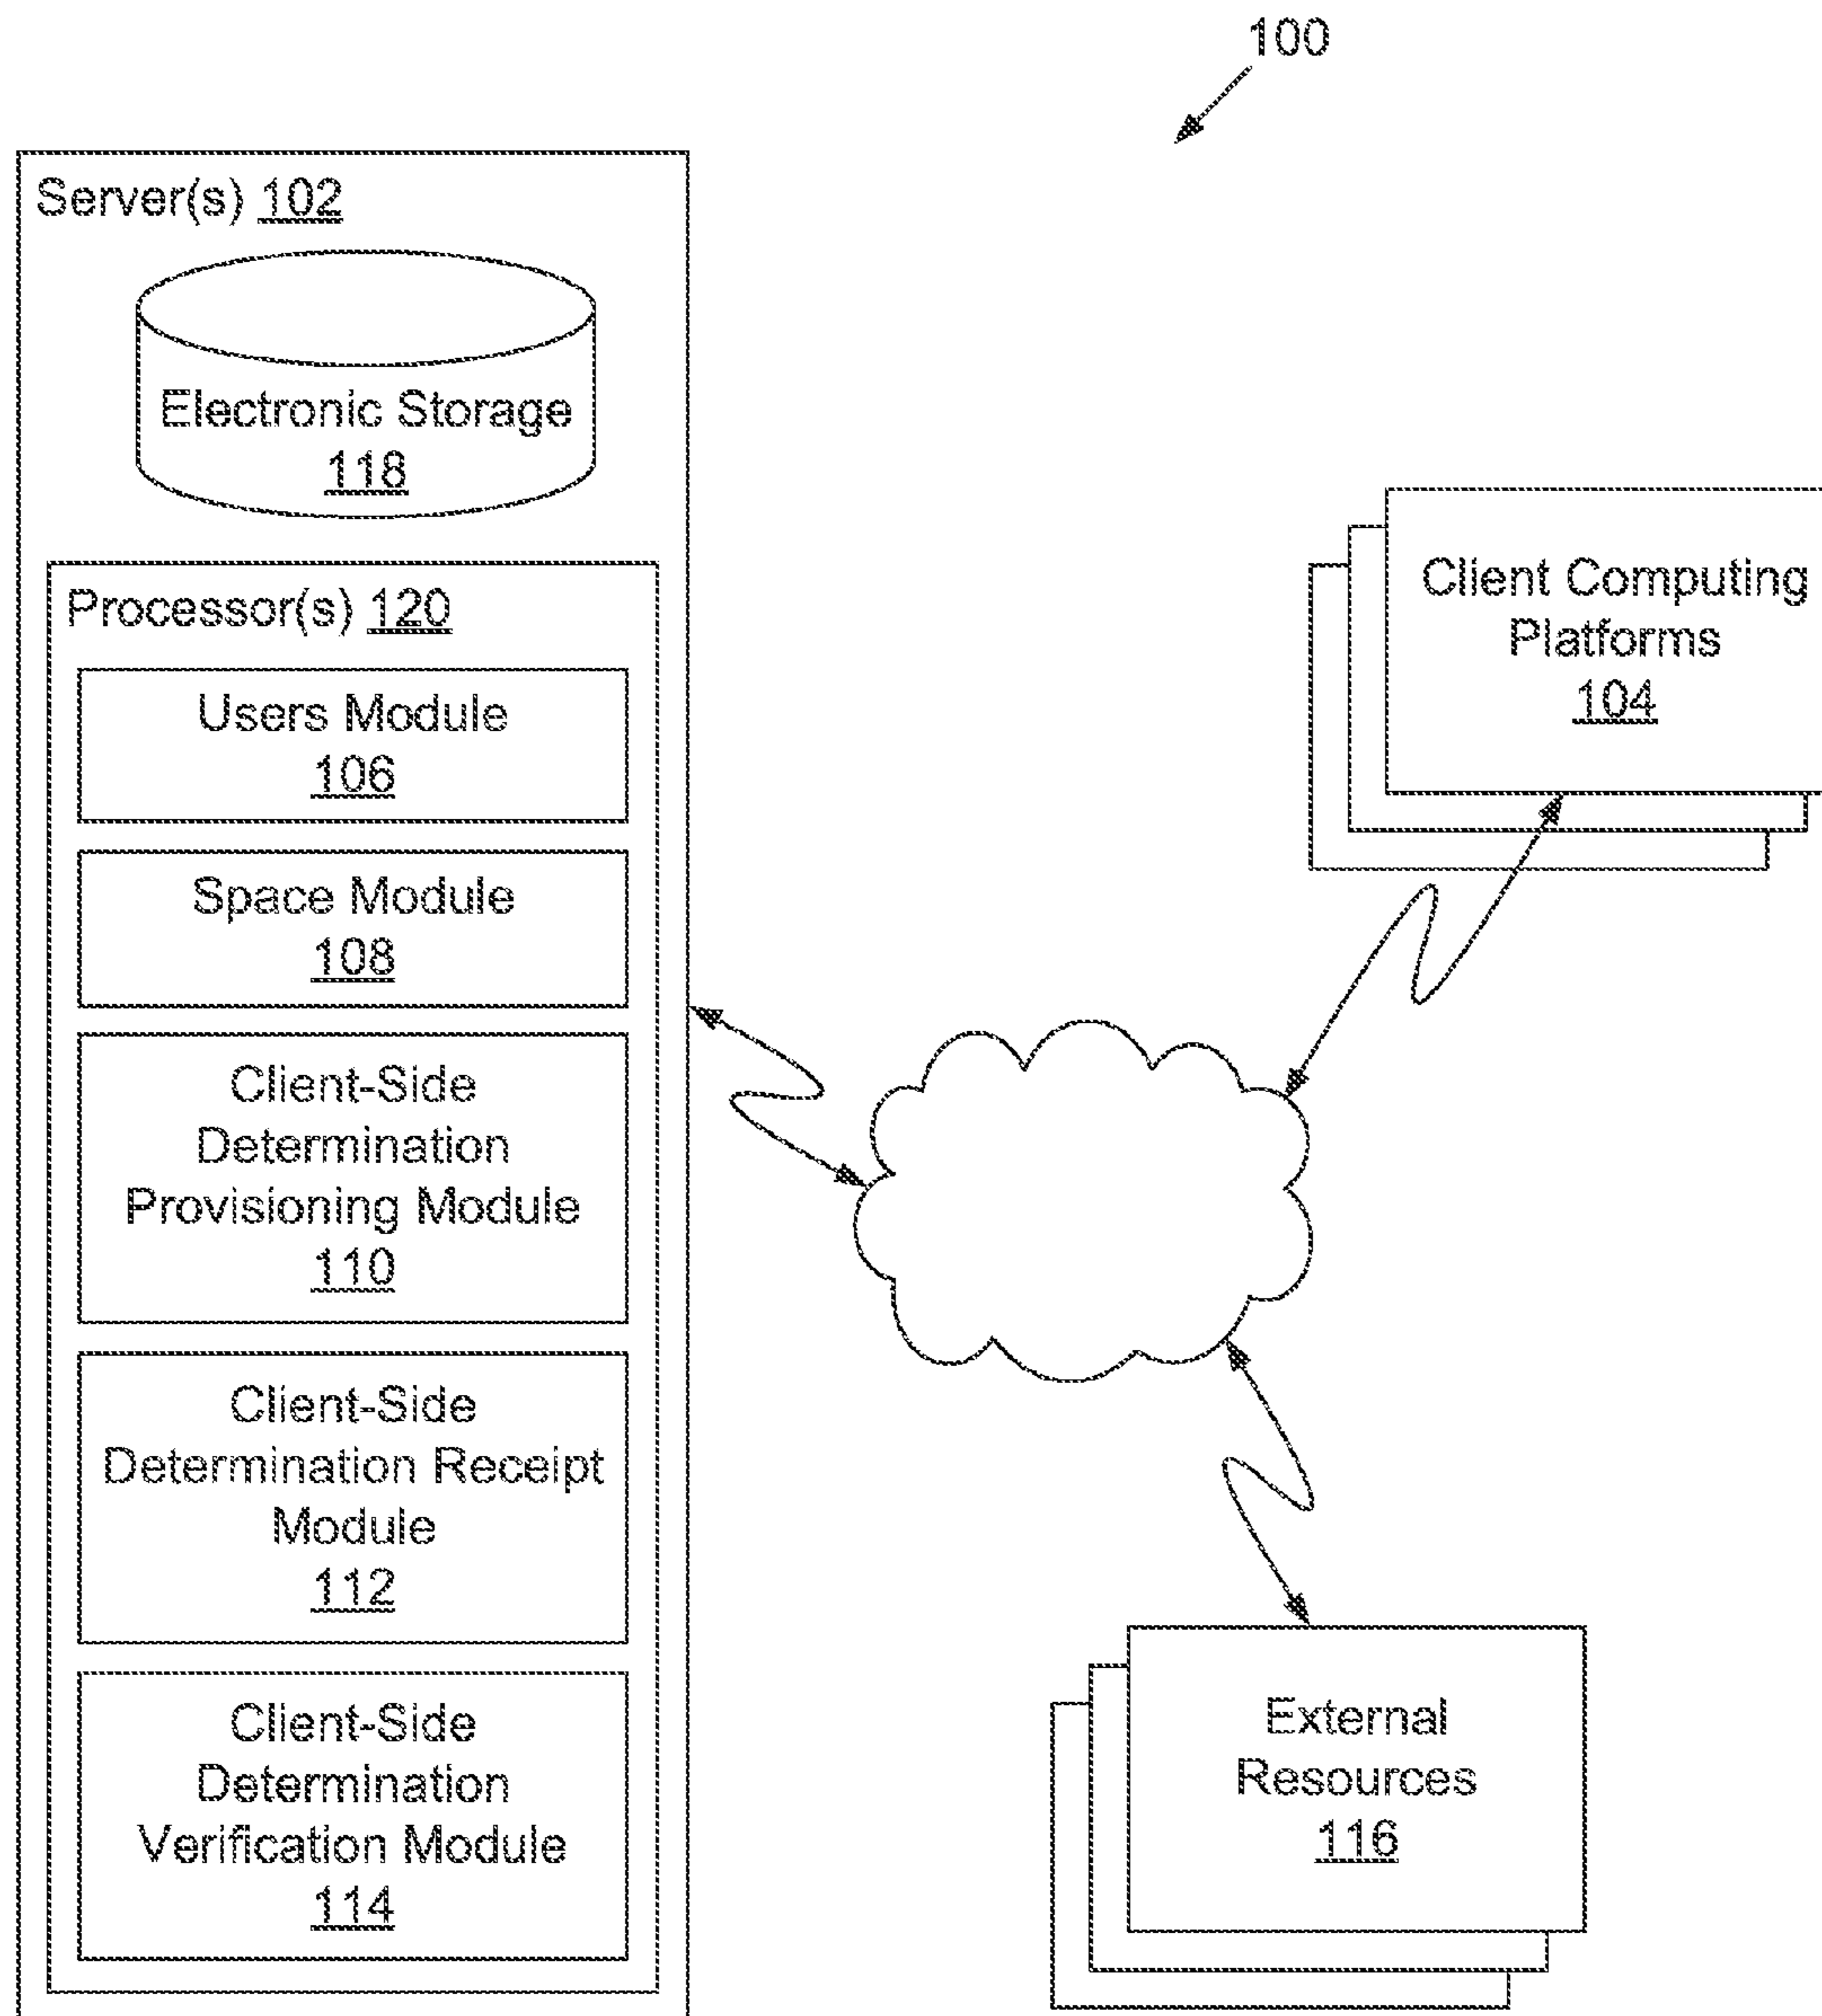 100
Server(s) 102
Electronic Storage
118
Processor(s) 120
Users Module
106
Space Module
108
Client-Side
Determination
Provisioning Module
110
Client-Side
Determination Receipt
Module
112
Client-Side
Determination
Verification Module
114
Client Computing
Platforms
104
External
Resources
116